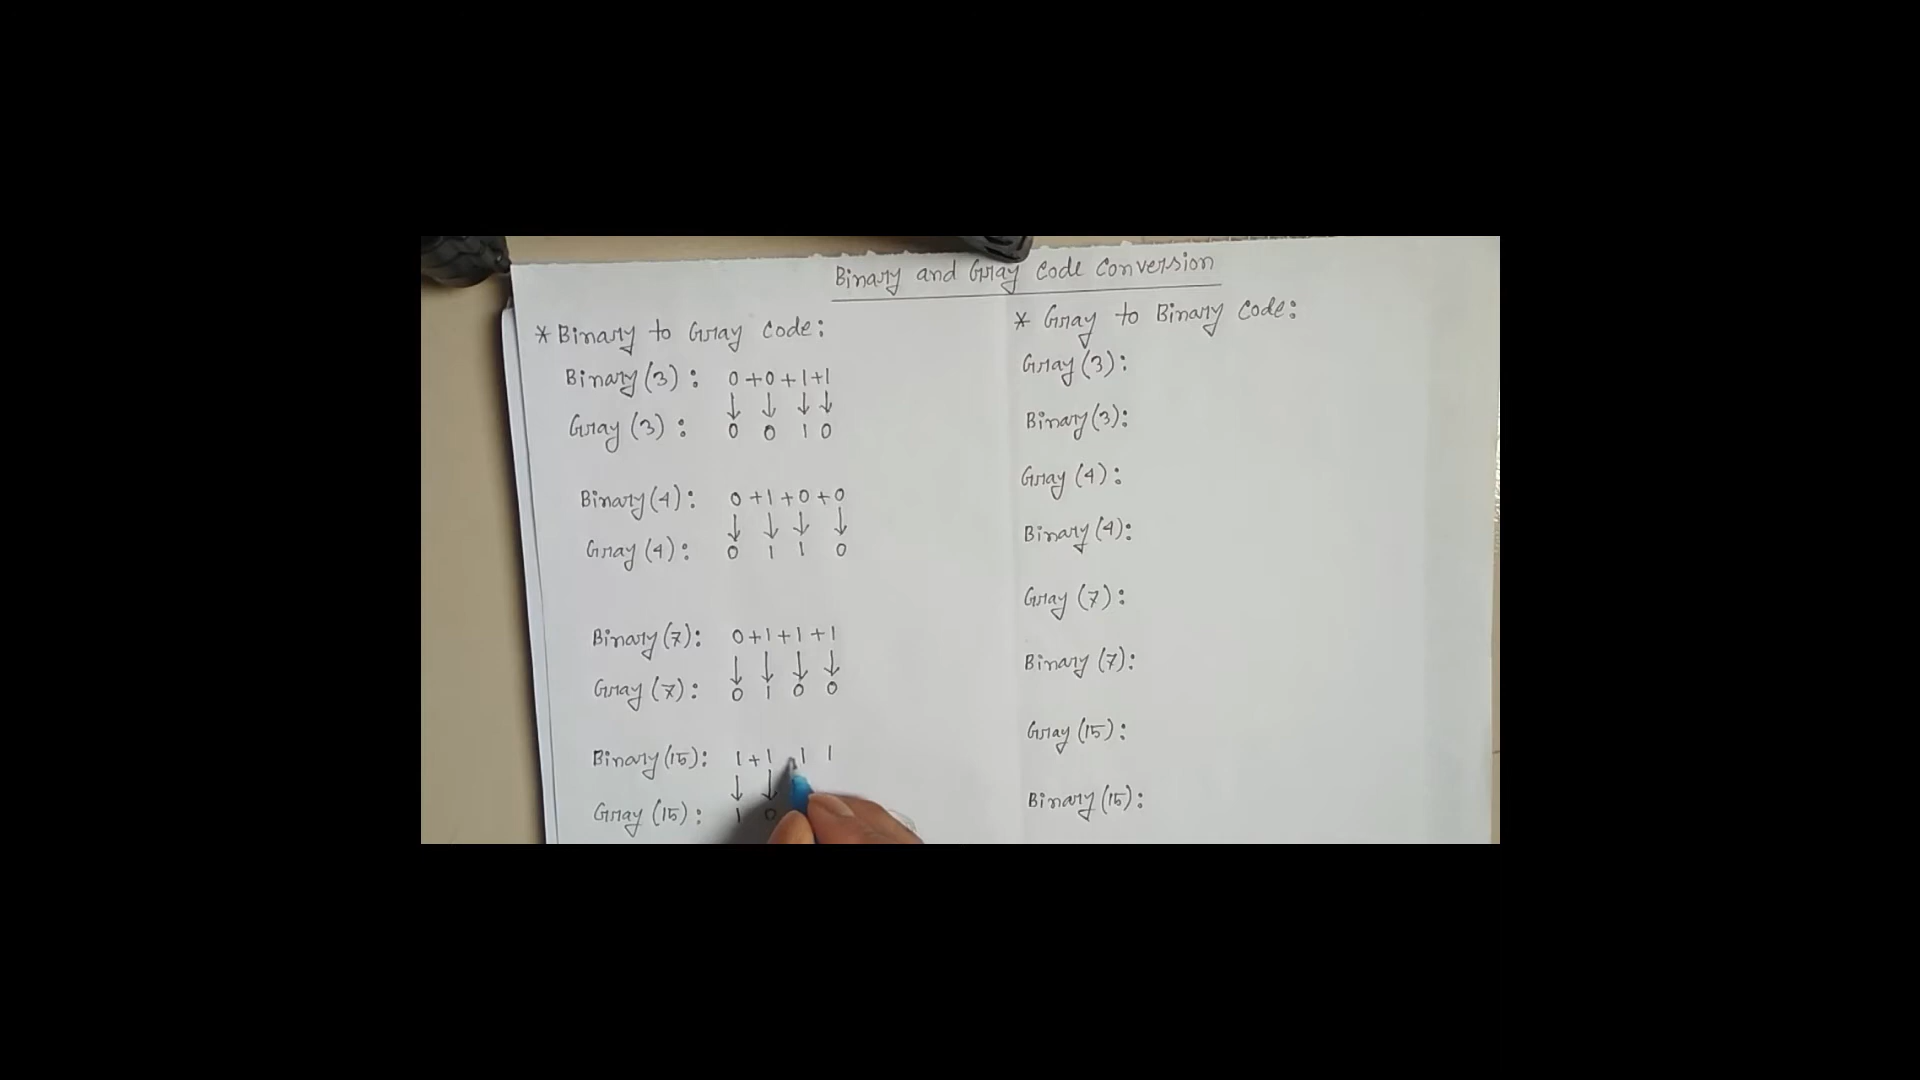 Binary and Gray Code Conversion
* Binary to Gray Code:
Binary(3): 0+0+1+1
↓ ↓ ↓ ↓
Gray(3): 0 0 1 0
Binary(4): 0+1+0+0
↓ ↓ ↓ ↓
Gray(4): 0 1 1 0
Binary(7): 0+1+1+1
↓ ↓ ↓ ↓
Gray(7): 0 1 0 0
Binary(15): 1+1 1 1
↓ ↓
Gray(15): 1 0
* Gray to Binary Code:
Gray(3):
Binary(3):
Gray(4):
Binary(4):
Gray(7):
Binary(7):
Gray(15):
Binary(15):